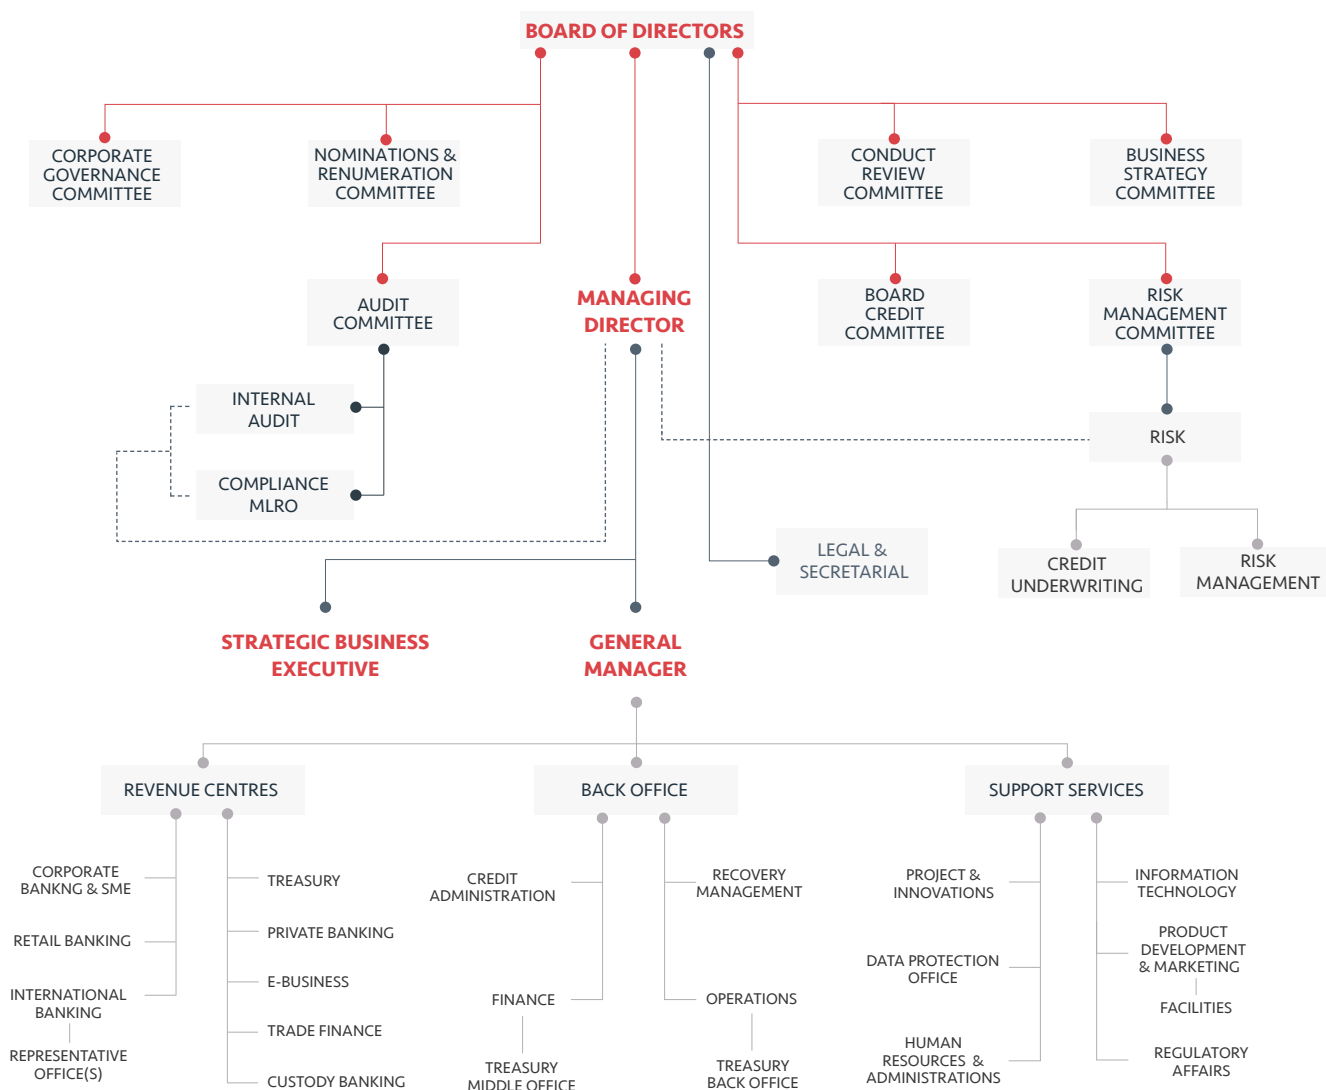 BOARD OF DIRECTORS
CORPORATE
GOVERNANCE
COMMITTEE
NOMINATIONS &
RENUMERATION
COMMITTEE
CONDUCT
REVIEW
COMMITTEE
BUSINESS
STRATEGY
COMMITTEE
AUDIT
COMMITTEE
MANAGING
DIRECTOR
BOARD
CREDIT
COMMITTEE
RISK
MANAGEMENT
COMMITTEE
INTERNAL
AUDIT
COMPLIANCE
MLRO
RISK
LEGAL &
SECRETARIAL
CREDIT
UNDERWRITING
RISK
MANAGEMENT
STRATEGIC BUSINESS
EXECUTIVE
GENERAL
MANAGER
REVENUE CENTRES
BACK OFFICE
SUPPORT SERVICES
CORPORATE
BANKNG & SME
RETAIL BANKING
INTERNATIONAL
BANKING
REPRESENTATIVE
OFFICE(S)
TREASURY
PRIVATE BANKING
E-BUSINESS
TRADE FINANCE
CUSTODY BANKING
CREDIT
ADMINISTRATION
FINANCE
TREASURY
MIDDLE OFFICE
RECOVERY
MANAGEMENT
OPERATIONS
TREASURY
BACK OFFICE
PROJECT &
INNOVATIONS
DATA PROTECTION
OFFICE
HUMAN
RESOURCES &
ADMINISTRATIONS
INFORMATION
TECHNOLOGY
PRODUCT
DEVELOPMENT
& MARKETING
FACILITIES
REGULATORY
AFFAIRS